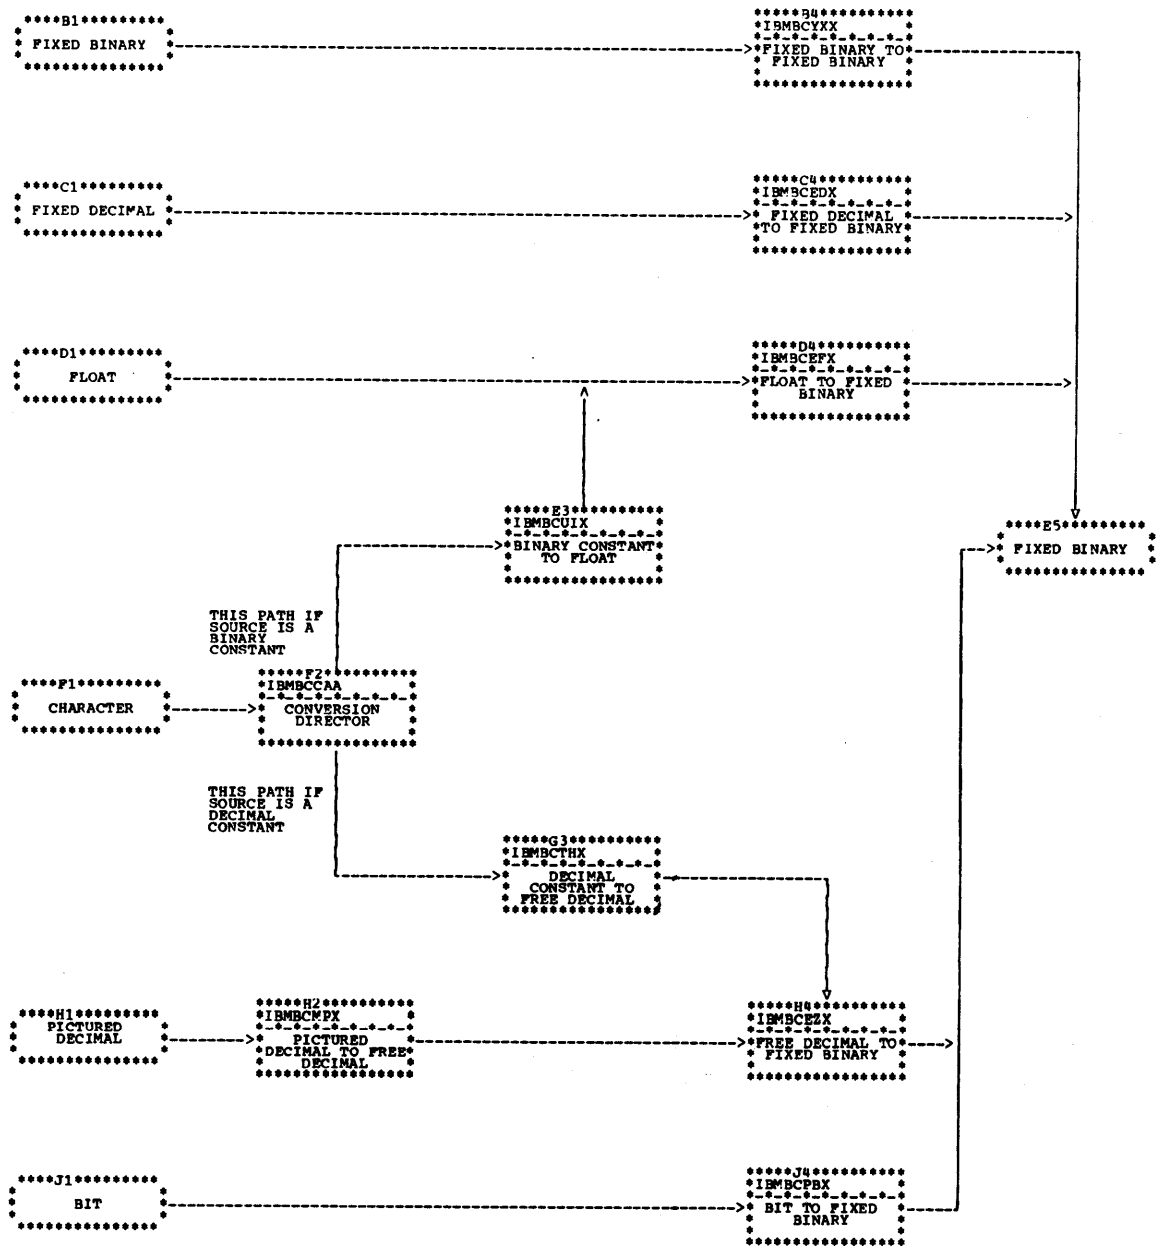 B1
FIXED BINARY
B4
IBMBCYXX
FIXED BINARY TO
FIXED BINARY
C1
FIXED DECIMAL
C4
IBMBCEDX
FIXED DECIMAL
TO FIXED BINARY
D1
FLOAT
D4
IBMBCEFX
FLOAT TO FIXED
BINARY
E3
IBMBCUIX
BINARY CONSTANT
TO FLOAT
E5
FIXED BINARY
THIS PATH IF
SOURCE IS A
BINARY
CONSTANT
F1
CHARACTER
F2
IBMBCCAA
CONVERSION
DIRECTOR
THIS PATH IF
SOURCE IS A
DECIMAL
CONSTANT
G3
IBMBCTHX
DECIMAL
CONSTANT TO
FREE DECIMAL
H1
PICTURED
DECIMAL
H2
IBMBCMPX
PICTURED
DECIMAL TO FREE
DECIMAL
H4
IBMBCEZX
FREE DECIMAL TO
FIXED BINARY
J1
BIT
J4
IBMBCPBX
BIT TO FIXED
BINARY